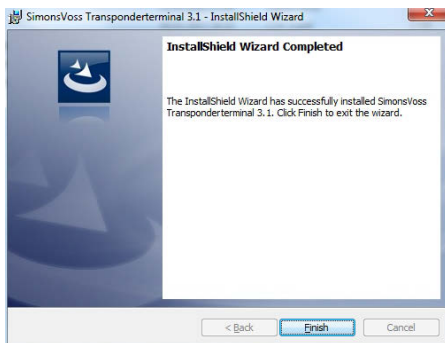 SimonsVoss Transponderterminal 3.1 - InstallShield Wizard
InstallShield Wizard Completed
The InstallShield Wizard has successfully installed SimonsVoss
Transponderterminal 3.1. Click Finish to exit the wizard.
< Back
Finish
Cancel